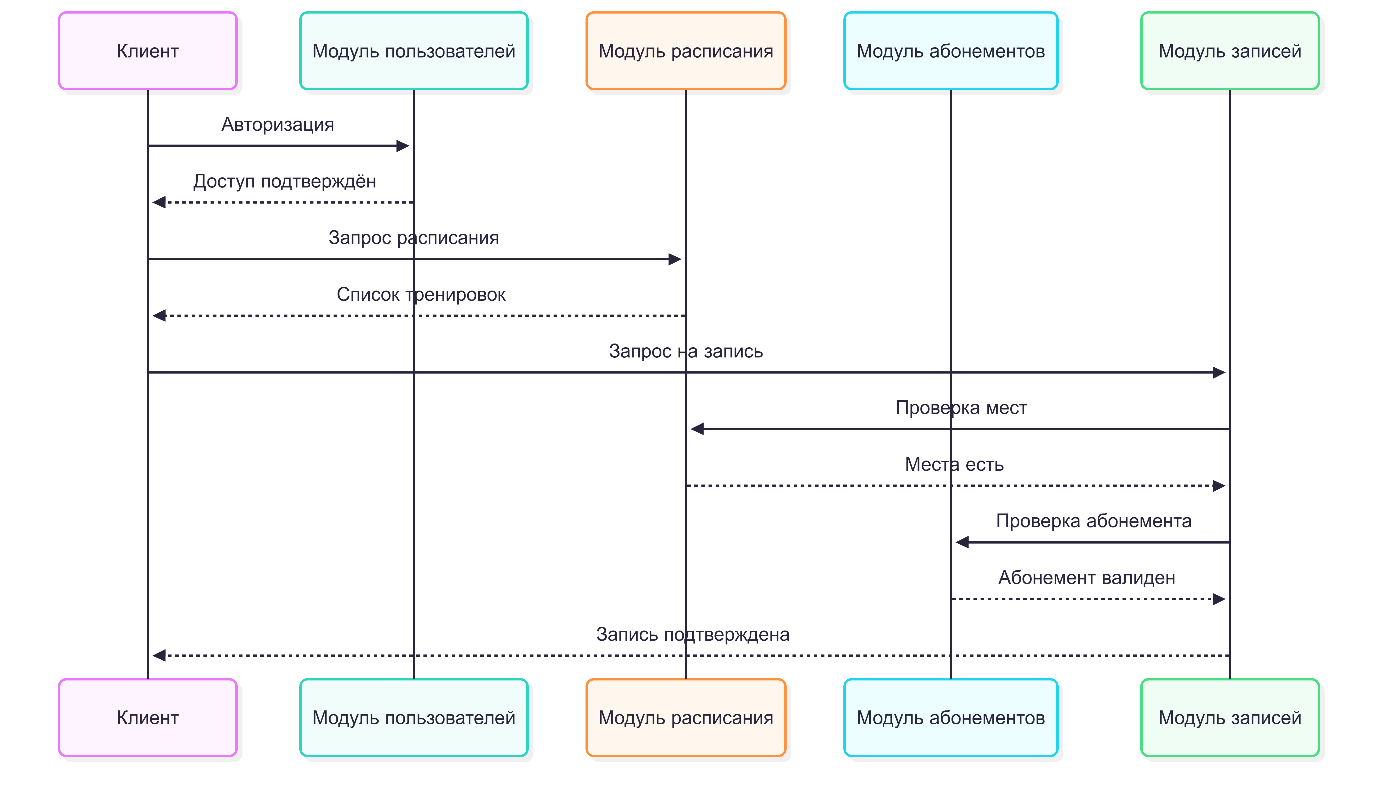 Клиент
Модуль пользователей
Модуль расписания
Модуль абонементов
Модуль записей
Авторизация
Доступ подтверждён
Запрос расписания
Список тренировок
Запрос на запись
Проверка мест
Места есть
Проверка абонемента
Абонемент валиден
Запись подтверждена
Клиент
Модуль пользователей
Модуль расписания
Модуль абонементов
Модуль записей